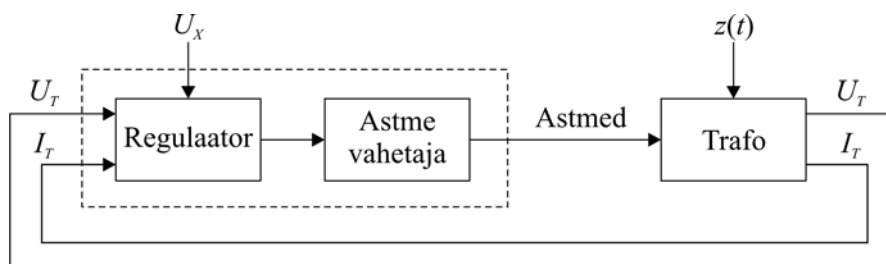 U_X
z(t)
U_T
I_T
Regulaator
Astme
vahetaja
Astmed
Trafo
U_T
I_T